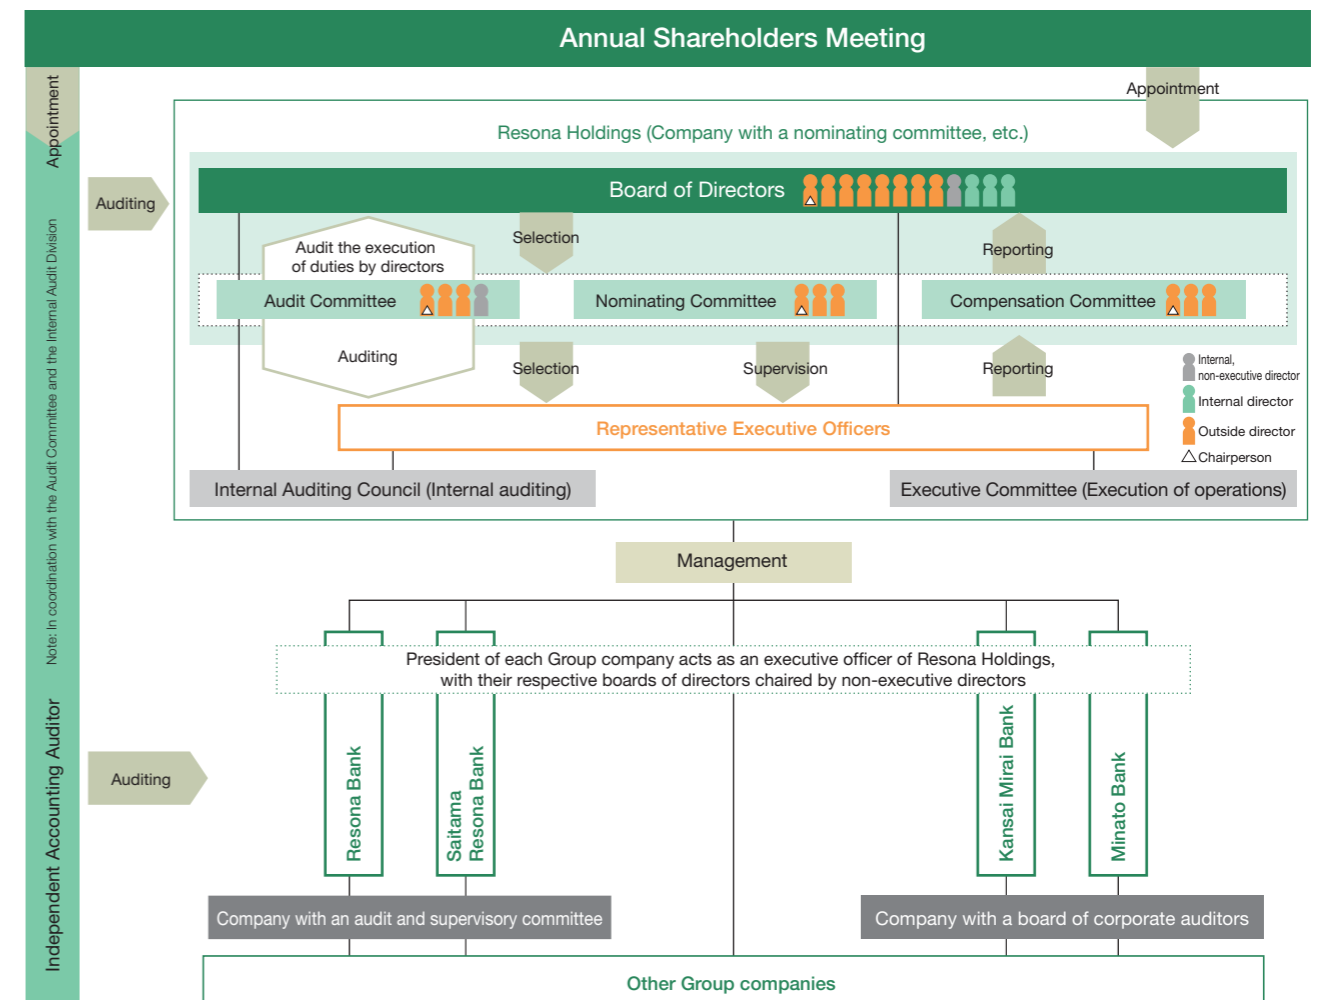 Annual Shareholders Meeting
Appointment
Appointment
Resona Holdings (Company with a nominating committee, etc.)
Board of Directors
Auditing
Selection
Reporting
Audit the execution
of duties by directors
Audit Committee
Nominating Committee
Compensation Committee
Auditing
Selection
Supervision
Reporting
Internal,
non-executive director
Internal director
Outside director
Chairperson
Representative Executive Officers
Internal Auditing Council (Internal auditing)
Executive Committee (Execution of operations)
Note: In coordination with the Audit Committee and the Internal Audit Division
Management
President of each Group company acts as an executive officer of Resona Holdings,
with their respective boards of directors chaired by non-executive directors
Independent Accounting Auditor
Auditing
Resona Bank
Saitama
Resona Bank
Kansai Mirai Bank
Minato Bank
Company with an audit and supervisory committee
Company with a board of corporate auditors
Other Group companies